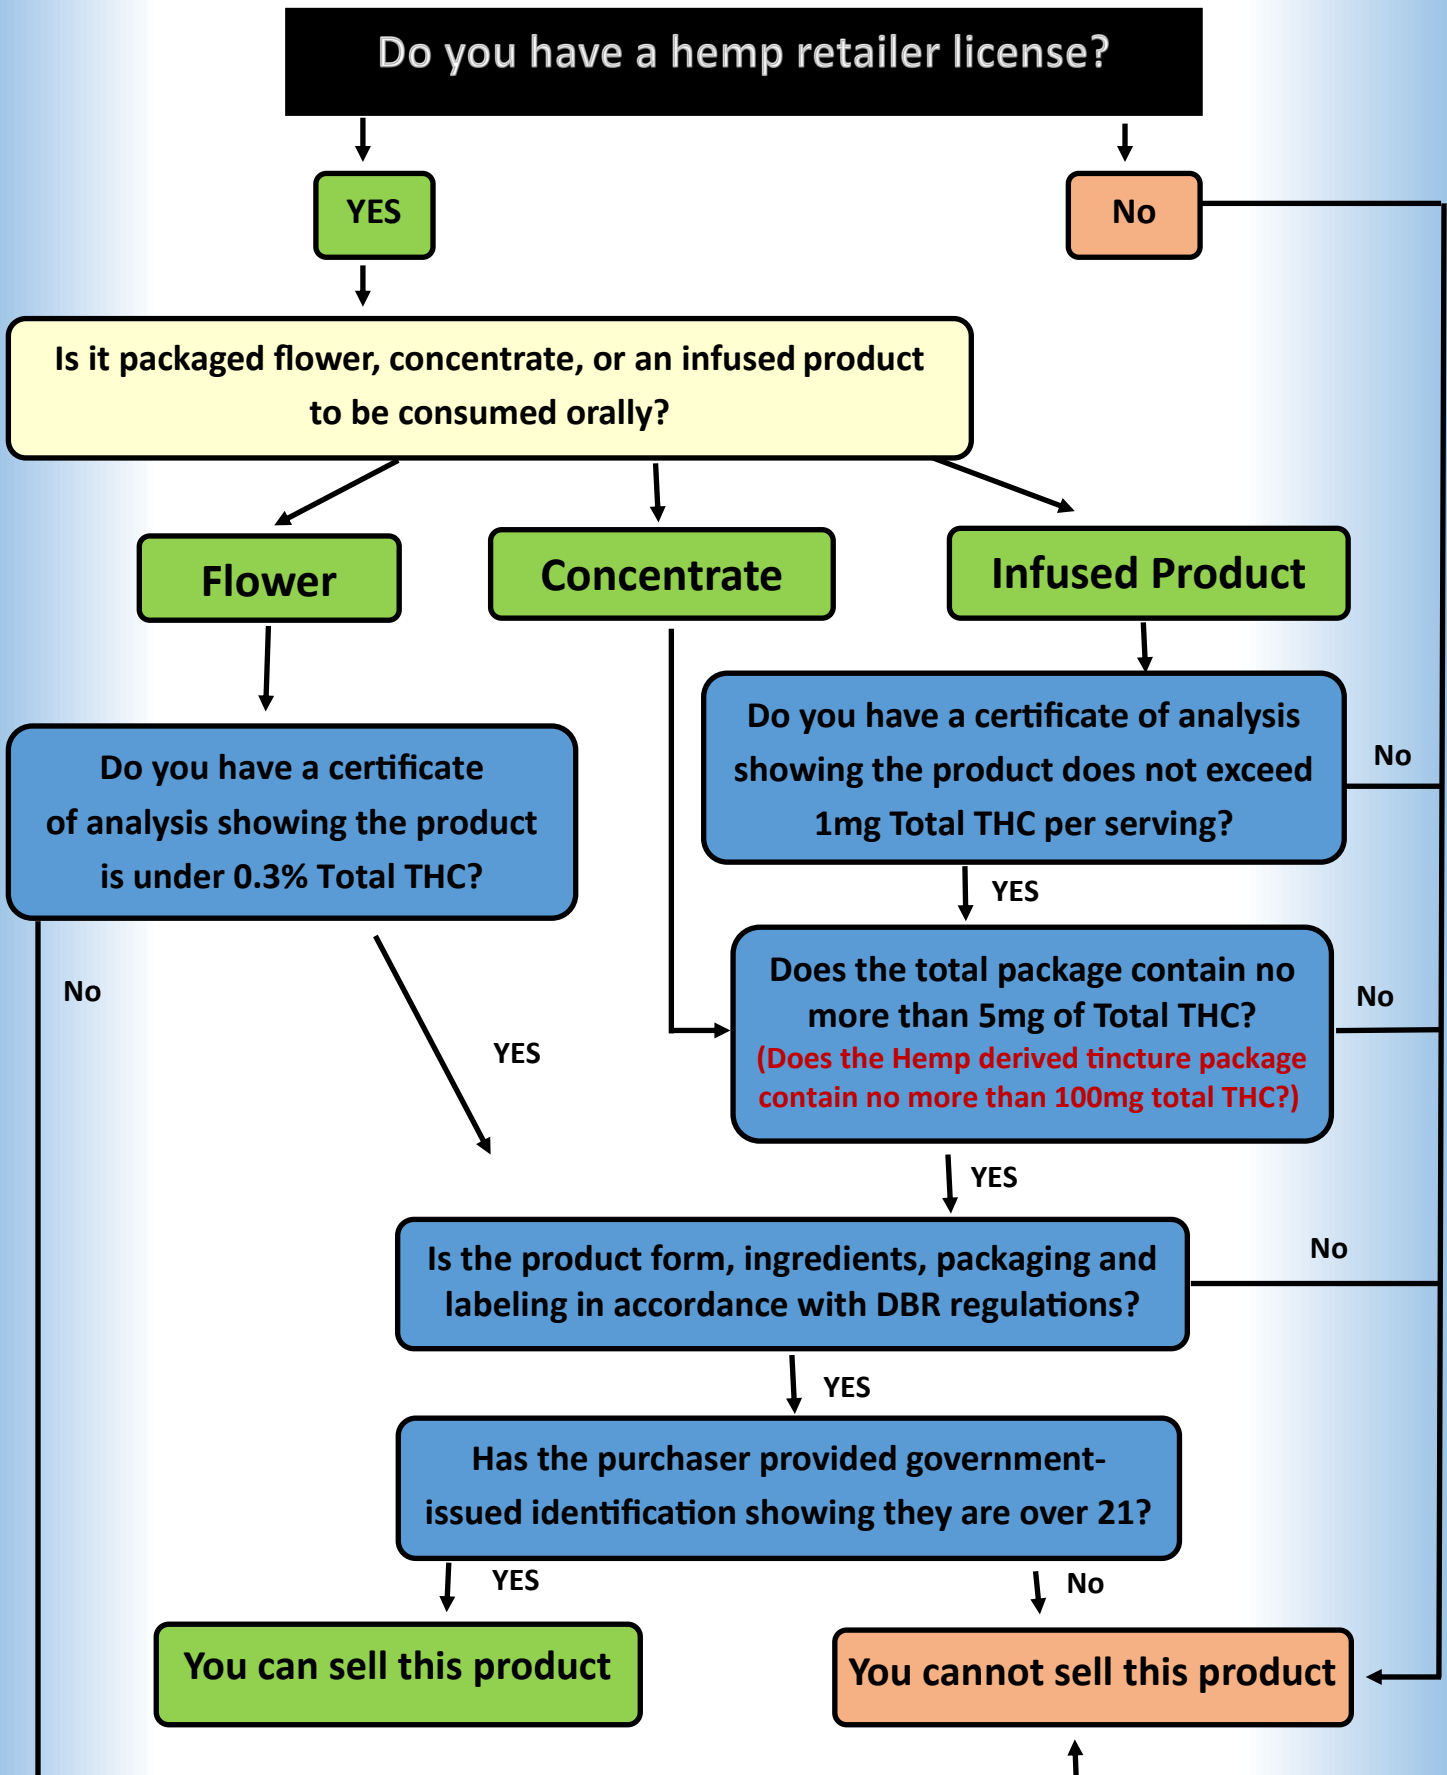 Do you have a hemp retailer license?
YES
No
Is it packaged flower, concentrate, or an infused product
to be consumed orally?
Flower
Concentrate
Infused Product
Do you have a certificate
of analysis showing the product
is under 0.3% Total THC?
Do you have a certificate of analysis
showing the product does not exceed
1mg Total THC per serving?
No
YES
No
YES
Does the total package contain no
more than 5mg of Total THC?
(Does the Hemp derived tincture package
contain no more than 100mg total THC?)
No
YES
Is the product form, ingredients, packaging and
labeling in accordance with DBR regulations?
No
YES
Has the purchaser provided government-
issued identification showing they are over 21?
YES
No
You can sell this product
You cannot sell this product